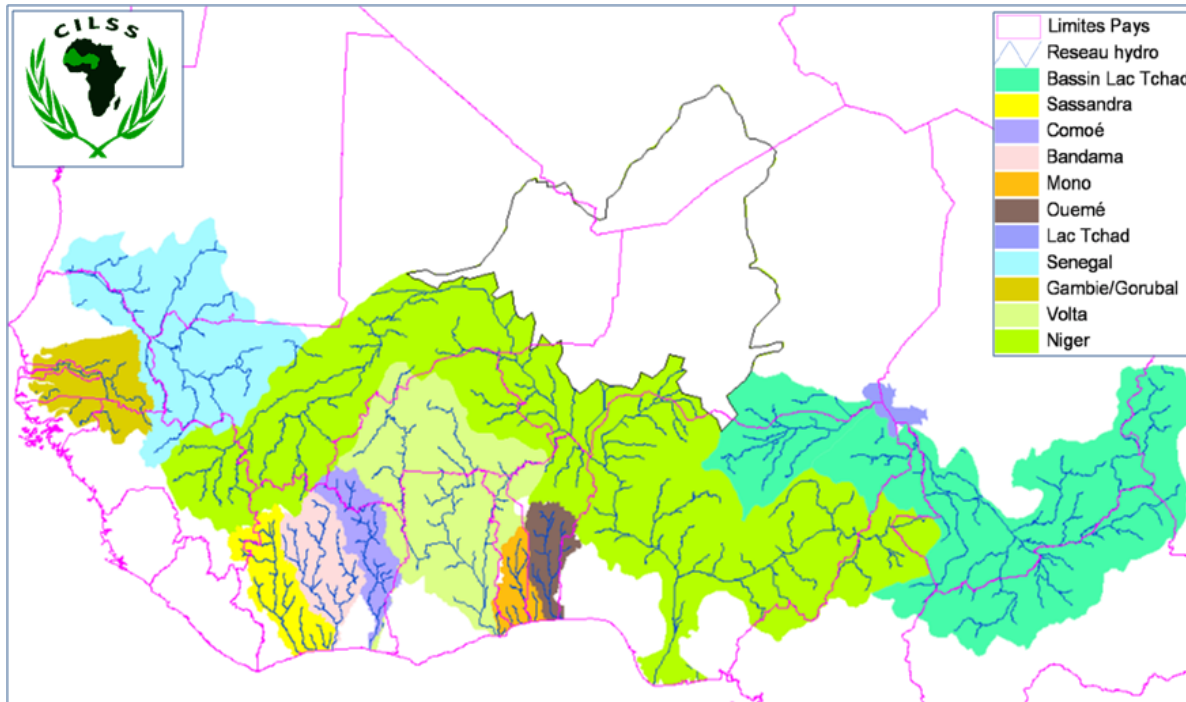 CILSS
Limites Pays
Reseau hydro
Bassin Lac Tchad
Sassandra
Comoé
Bandama
Mono
Ouemé
Lac Tchad
Senegal
Gambie/Gorubal
Volta
Niger